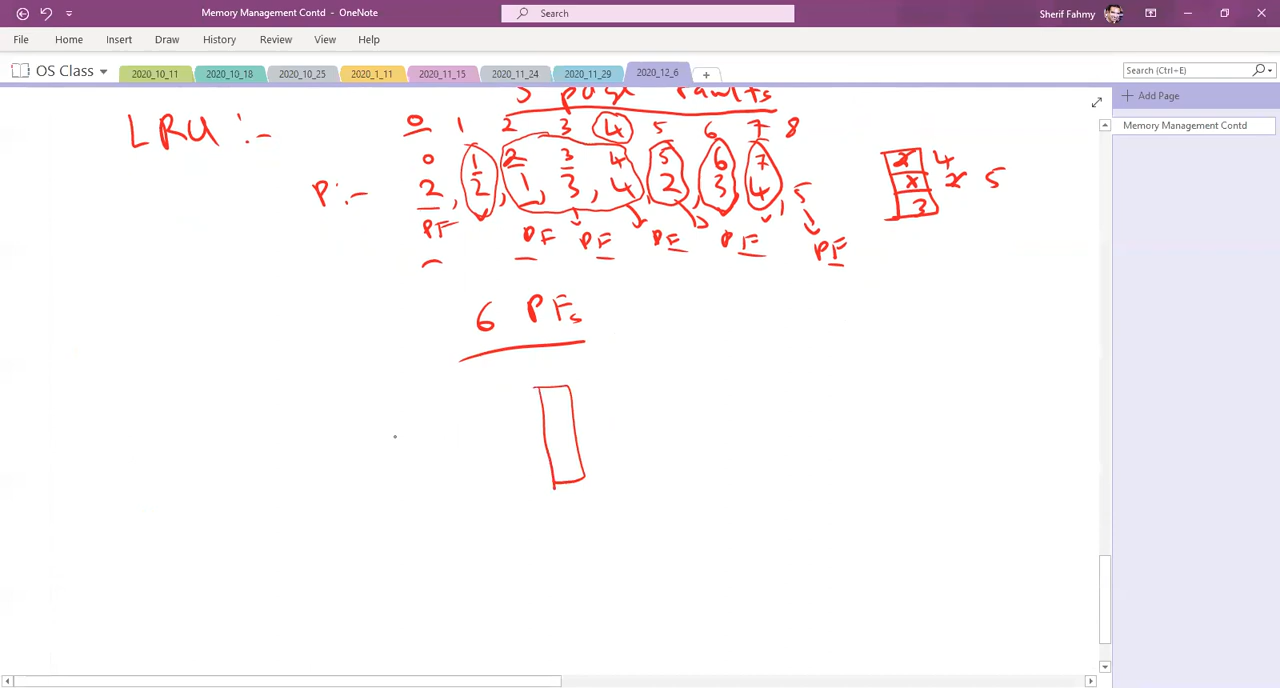 Memory Management Contd - OneNote
Search
Sherif Fahmy
File Home Insert Draw History Review View Help
OS Class
2020_10_11 2020_10_18 2020_10_25 2020_1_11 2020_11_15 2020_11_24 2020_11_29 2020_12_6
Search (Ctrl+E)
Add Page
Memory Management Contd
5 page faults
LRU :-
0 1 2 3 4 5 6 7 8
0 1 2 3 4 5 6 7
P :- 2, 2, 1, 3, 4, 2, 3, 4, 5
PF PF PF PF PF PF
4
5
3
6 PFs